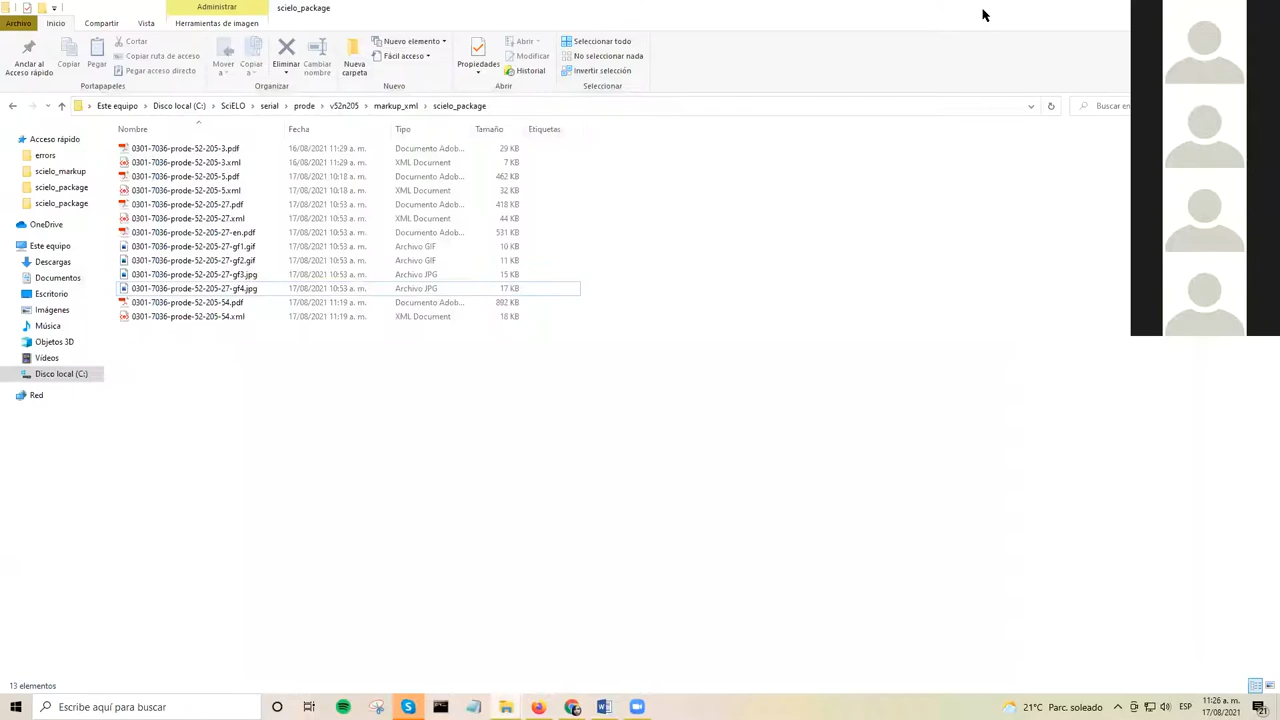 Administrar
scielo_package
Archivo Inicio Compartir Vista Herramientas de imagen
Anclar al Acceso rápido
Copiar
Pegar
Cortar
Copiar ruta de acceso
Pegar acceso directo
Portapapeles
Mover a
Copiar a
Eliminar
Cambiar nombre
Organizar
Nueva carpeta
Nuevo elemento
Fácil acceso
Nuevo
Propiedades
Abrir
Modificar
Historial
Abrir
Seleccionar todo
No seleccionar nada
Invertir selección
Seleccionar
Este equipo > Disco local (C:) > SciELO > serial > prode > v52n205 > markup_xml > scielo_package
Buscar en
Nombre Fecha Tipo Tamaño Etiquetas
Acceso rápido
errors
scielo_markup
scielo_package
scielo_package
OneDrive
Este equipo
Descargas
Documentos
Escritorio
Imágenes
Música
Objetos 3D
Vídeos
Disco local (C:)
Red
0301-7036-prode-52-205-3.pdf 16/08/2021 11:29 a. m. Documento Adob... 29 KB
0301-7036-prode-52-205-3.xml 16/08/2021 11:29 a. m. XML Document 7 KB
0301-7036-prode-52-205-5.pdf 17/08/2021 10:18 a. m. Documento Adob... 462 KB
0301-7036-prode-52-205-5.xml 17/08/2021 10:18 a. m. XML Document 32 KB
0301-7036-prode-52-205-27.pdf 17/08/2021 10:53 a. m. Documento Adob... 418 KB
0301-7036-prode-52-205-27.xml 17/08/2021 10:53 a. m. XML Document 44 KB
0301-7036-prode-52-205-27-en.pdf 17/08/2021 10:53 a. m. Documento Adob... 531 KB
0301-7036-prode-52-205-27-gf1.gif 17/08/2021 10:53 a. m. Archivo GIF 10 KB
0301-7036-prode-52-205-27-gf2.gif 17/08/2021 10:53 a. m. Archivo GIF 11 KB
0301-7036-prode-52-205-27-gf3.jpg 17/08/2021 10:53 a. m. Archivo JPG 15 KB
0301-7036-prode-52-205-27-gf4.jpg 17/08/2021 10:53 a. m. Archivo JPG 17 KB
0301-7036-prode-52-205-54.pdf 17/08/2021 11:19 a. m. Documento Adob... 892 KB
0301-7036-prode-52-205-54.xml 17/08/2021 11:19 a. m. XML Document 18 KB
13 elementos
Escribe aquí para buscar
21°C Parc. soleado
ESP
11:26 a. m.
17/08/2021
21